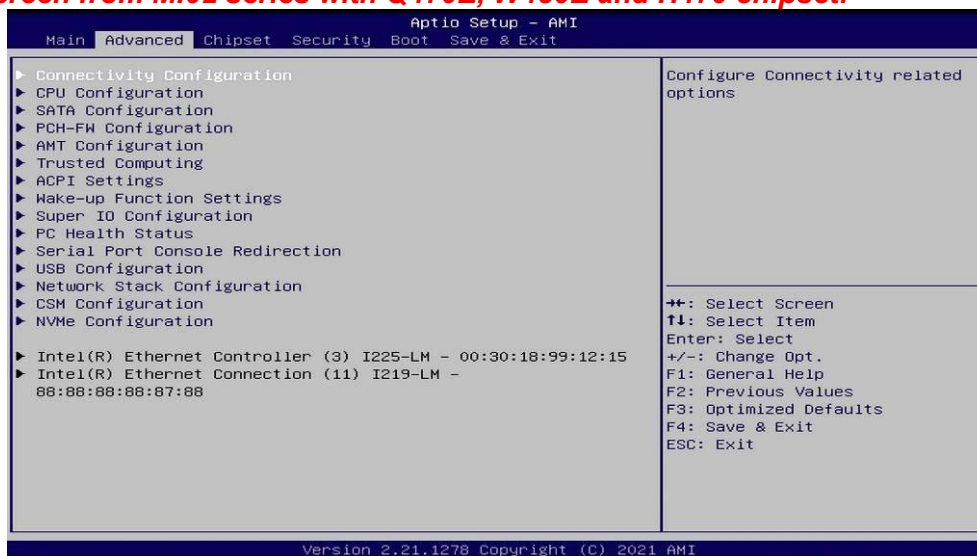 series with
and
chipset.
Aptio Setup – AMI
Main Advanced Chipset Security Boot Save & Exit
▶ Connectivity Configuration
▶ CPU Configuration
▶ SATA Configuration
▶ PCH-FW Configuration
▶ AMT Configuration
▶ Trusted Computing
▶ ACPI Settings
▶ Wake-up Function Settings
▶ Super IO Configuration
▶ PC Health Status
▶ Serial Port Console Redirection
▶ USB Configuration
▶ Network Stack Configuration
▶ CSM Configuration
▶ NVMe Configuration
▶ Intel(R) Ethernet Controller (3) I225-LM – 00:30:18:99:12:15
▶ Intel(R) Ethernet Connection (11) I219-LM –
88:88:88:88:87:88
Configure Connectivity related
options
→←: Select Screen
↑↓: Select Item
Enter: Select
+/-: Change Opt.
F1: General Help
F2: Previous Values
F3: Optimized Defaults
F4: Save & Exit
ESC: Exit
Version 2.21.1278 Copyright (C) 2021 AMI